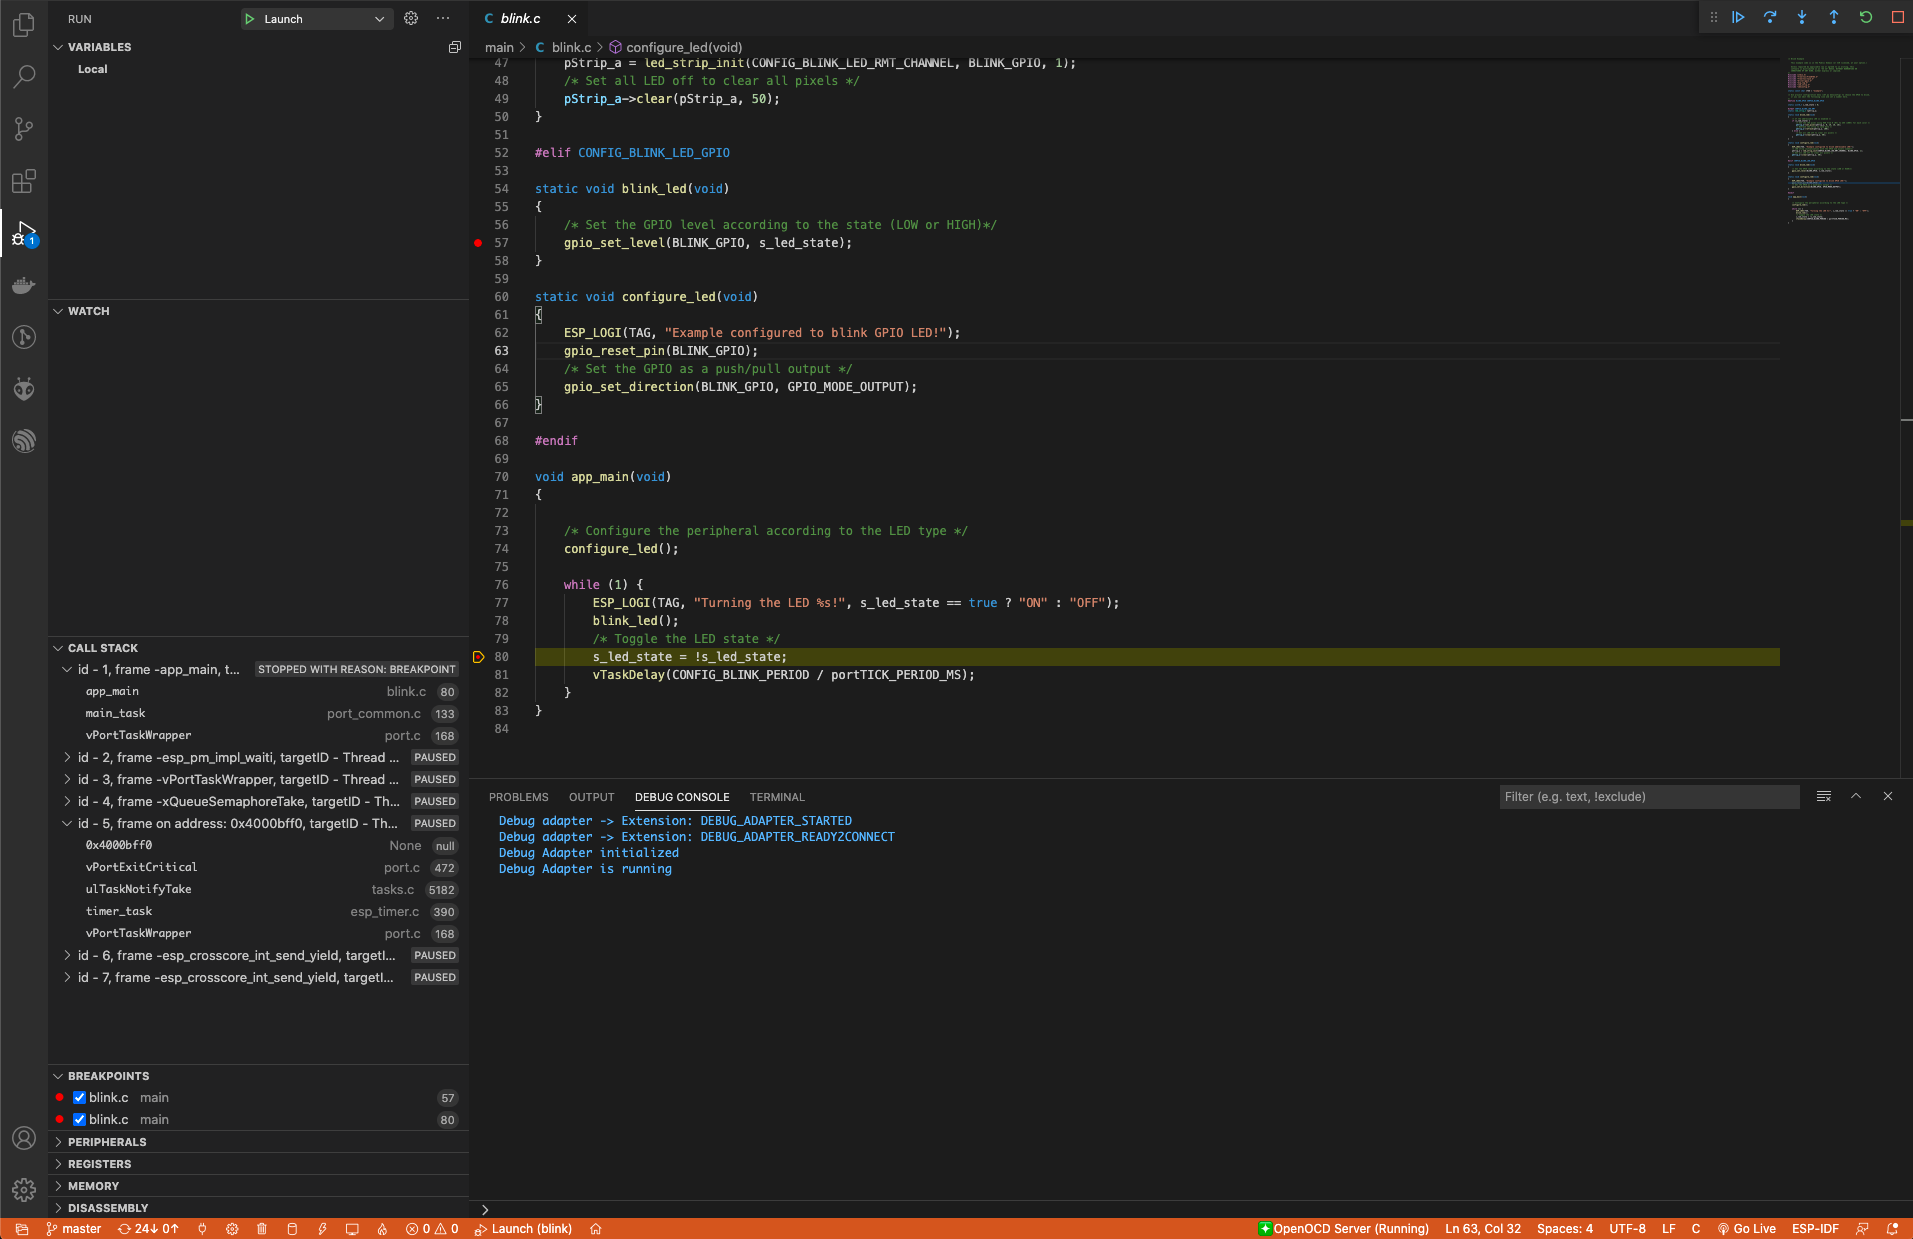 RUN
Launch
VARIABLES
Local
WATCH
CALL STACK
id - 1, frame -app_main, t... STOPPED WITH REASON: BREAKPOINT
app_main blink.c 80
main_task port_common.c 133
vPortTaskWrapper port.c 168
id - 2, frame -esp_pm_impl_waiti, targetID - Thread ... PAUSED
id - 3, frame -vPortTaskWrapper, targetID - Thread ... PAUSED
id - 4, frame -xQueueSemaphoreTake, targetID - Th... PAUSED
id - 5, frame on address: 0x4000bff0, targetID - Th... PAUSED
0x4000bff0 None null
vPortExitCritical port.c 472
ulTaskNotifyTake tasks.c 5182
timer_task esp_timer.c 390
vPortTaskWrapper port.c 168
id - 6, frame -esp_crosscore_int_send_yield, targetI... PAUSED
id - 7, frame -esp_crosscore_int_send_yield, targetI... PAUSED
BREAKPOINTS
blink.c main 57
blink.c main 80
PERIPHERALS
REGISTERS
MEMORY
DISASSEMBLY
1
C blink.c
main > C blink.c > configure_led(void)
47 pStrip_a = led_strip_init(CONFIG_BLINK_LED_RMT_CHANNEL, BLINK_GPIO, 1);
48 /* Set all LED off to clear all pixels */
49 pStrip_a->clear(pStrip_a, 50);
50 }
51
52 #elif CONFIG_BLINK_LED_GPIO
53
54 static void blink_led(void)
55 {
56 /* Set the GPIO level according to the state (LOW or HIGH)*/
57 gpio_set_level(BLINK_GPIO, s_led_state);
58 }
59
60 static void configure_led(void)
61 {
62 ESP_LOGI(TAG, "Example configured to blink GPIO LED!");
63 gpio_reset_pin(BLINK_GPIO);
64 /* Set the GPIO as a push/pull output */
65 gpio_set_direction(BLINK_GPIO, GPIO_MODE_OUTPUT);
66 }
67
68 #endif
69
70 void app_main(void)
71 {
72
73 /* Configure the peripheral according to the LED type */
74 configure_led();
75
76 while (1) {
77 ESP_LOGI(TAG, "Turning the LED %s!", s_led_state == true ? "ON" : "OFF");
78 blink_led();
79 /* Toggle the LED state */
80 s_led_state = !s_led_state;
81 vTaskDelay(CONFIG_BLINK_PERIOD / portTICK_PERIOD_MS);
82 }
83 }
84
PROBLEMS OUTPUT DEBUG CONSOLE TERMINAL Filter (e.g. text, !exclude)
Debug adapter -> Extension: DEBUG_ADAPTER_STARTED
Debug adapter -> Extension: DEBUG_ADAPTER_READY2CONNECT
Debug Adapter initialized
Debug Adapter is running
master 24↓ 0↑ 0 0 Launch (blink) OpenOCD Server (Running) Ln 63, Col 32 Spaces: 4 UTF-8 LF C Go Live ESP-IDF